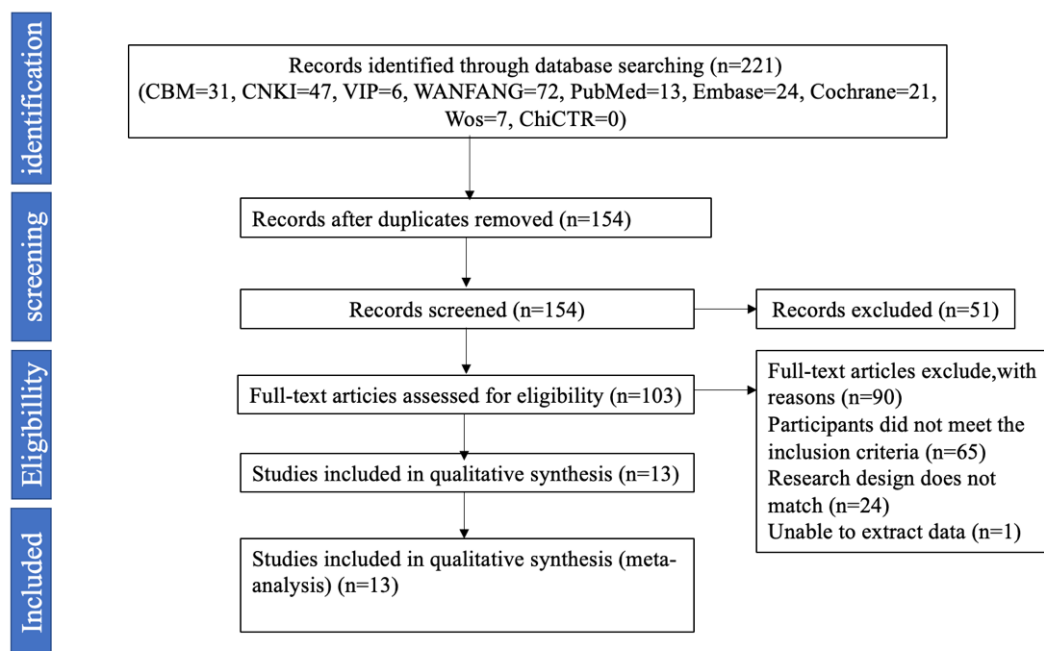 identification
Records identified through database searching (n=221)
(CBM=31, CNKI=47, VIP=6, WANFANG=72, PubMed=13, Embase=24, Cochrane=21,
Wos=7, ChiCTR=0)
screening
Records after duplicates removed (n=154)
Records screened (n=154)
Records excluded (n=51)
Eligibility
Full-text articies assessed for eligibility (n=103)
Full-text articles exclude,with
reasons (n=90)
Participants did not meet the
inclusion criteria (n=65)
Research design does not
match (n=24)
Unable to extract data (n=1)
Studies included in qualitative synthesis (n=13)
Included
Studies included in qualitative synthesis (meta-
analysis) (n=13)